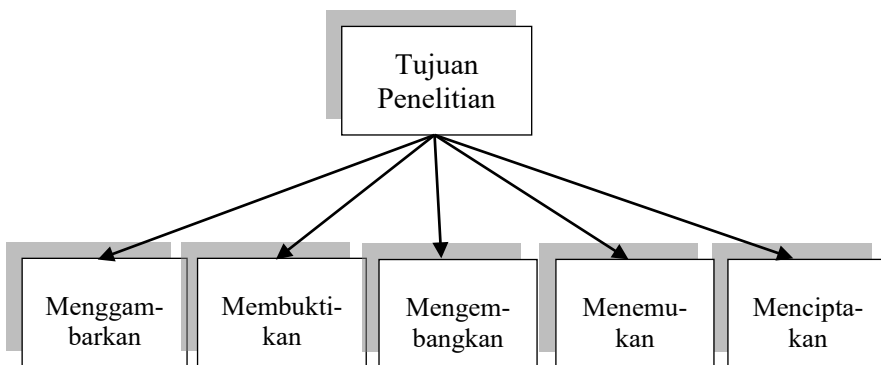 Tujuan
Penelitian
Menggam-
barkan
Membukti-
kan
Mengem-
bangkan
Menemu-
kan
Mencipta-
kan